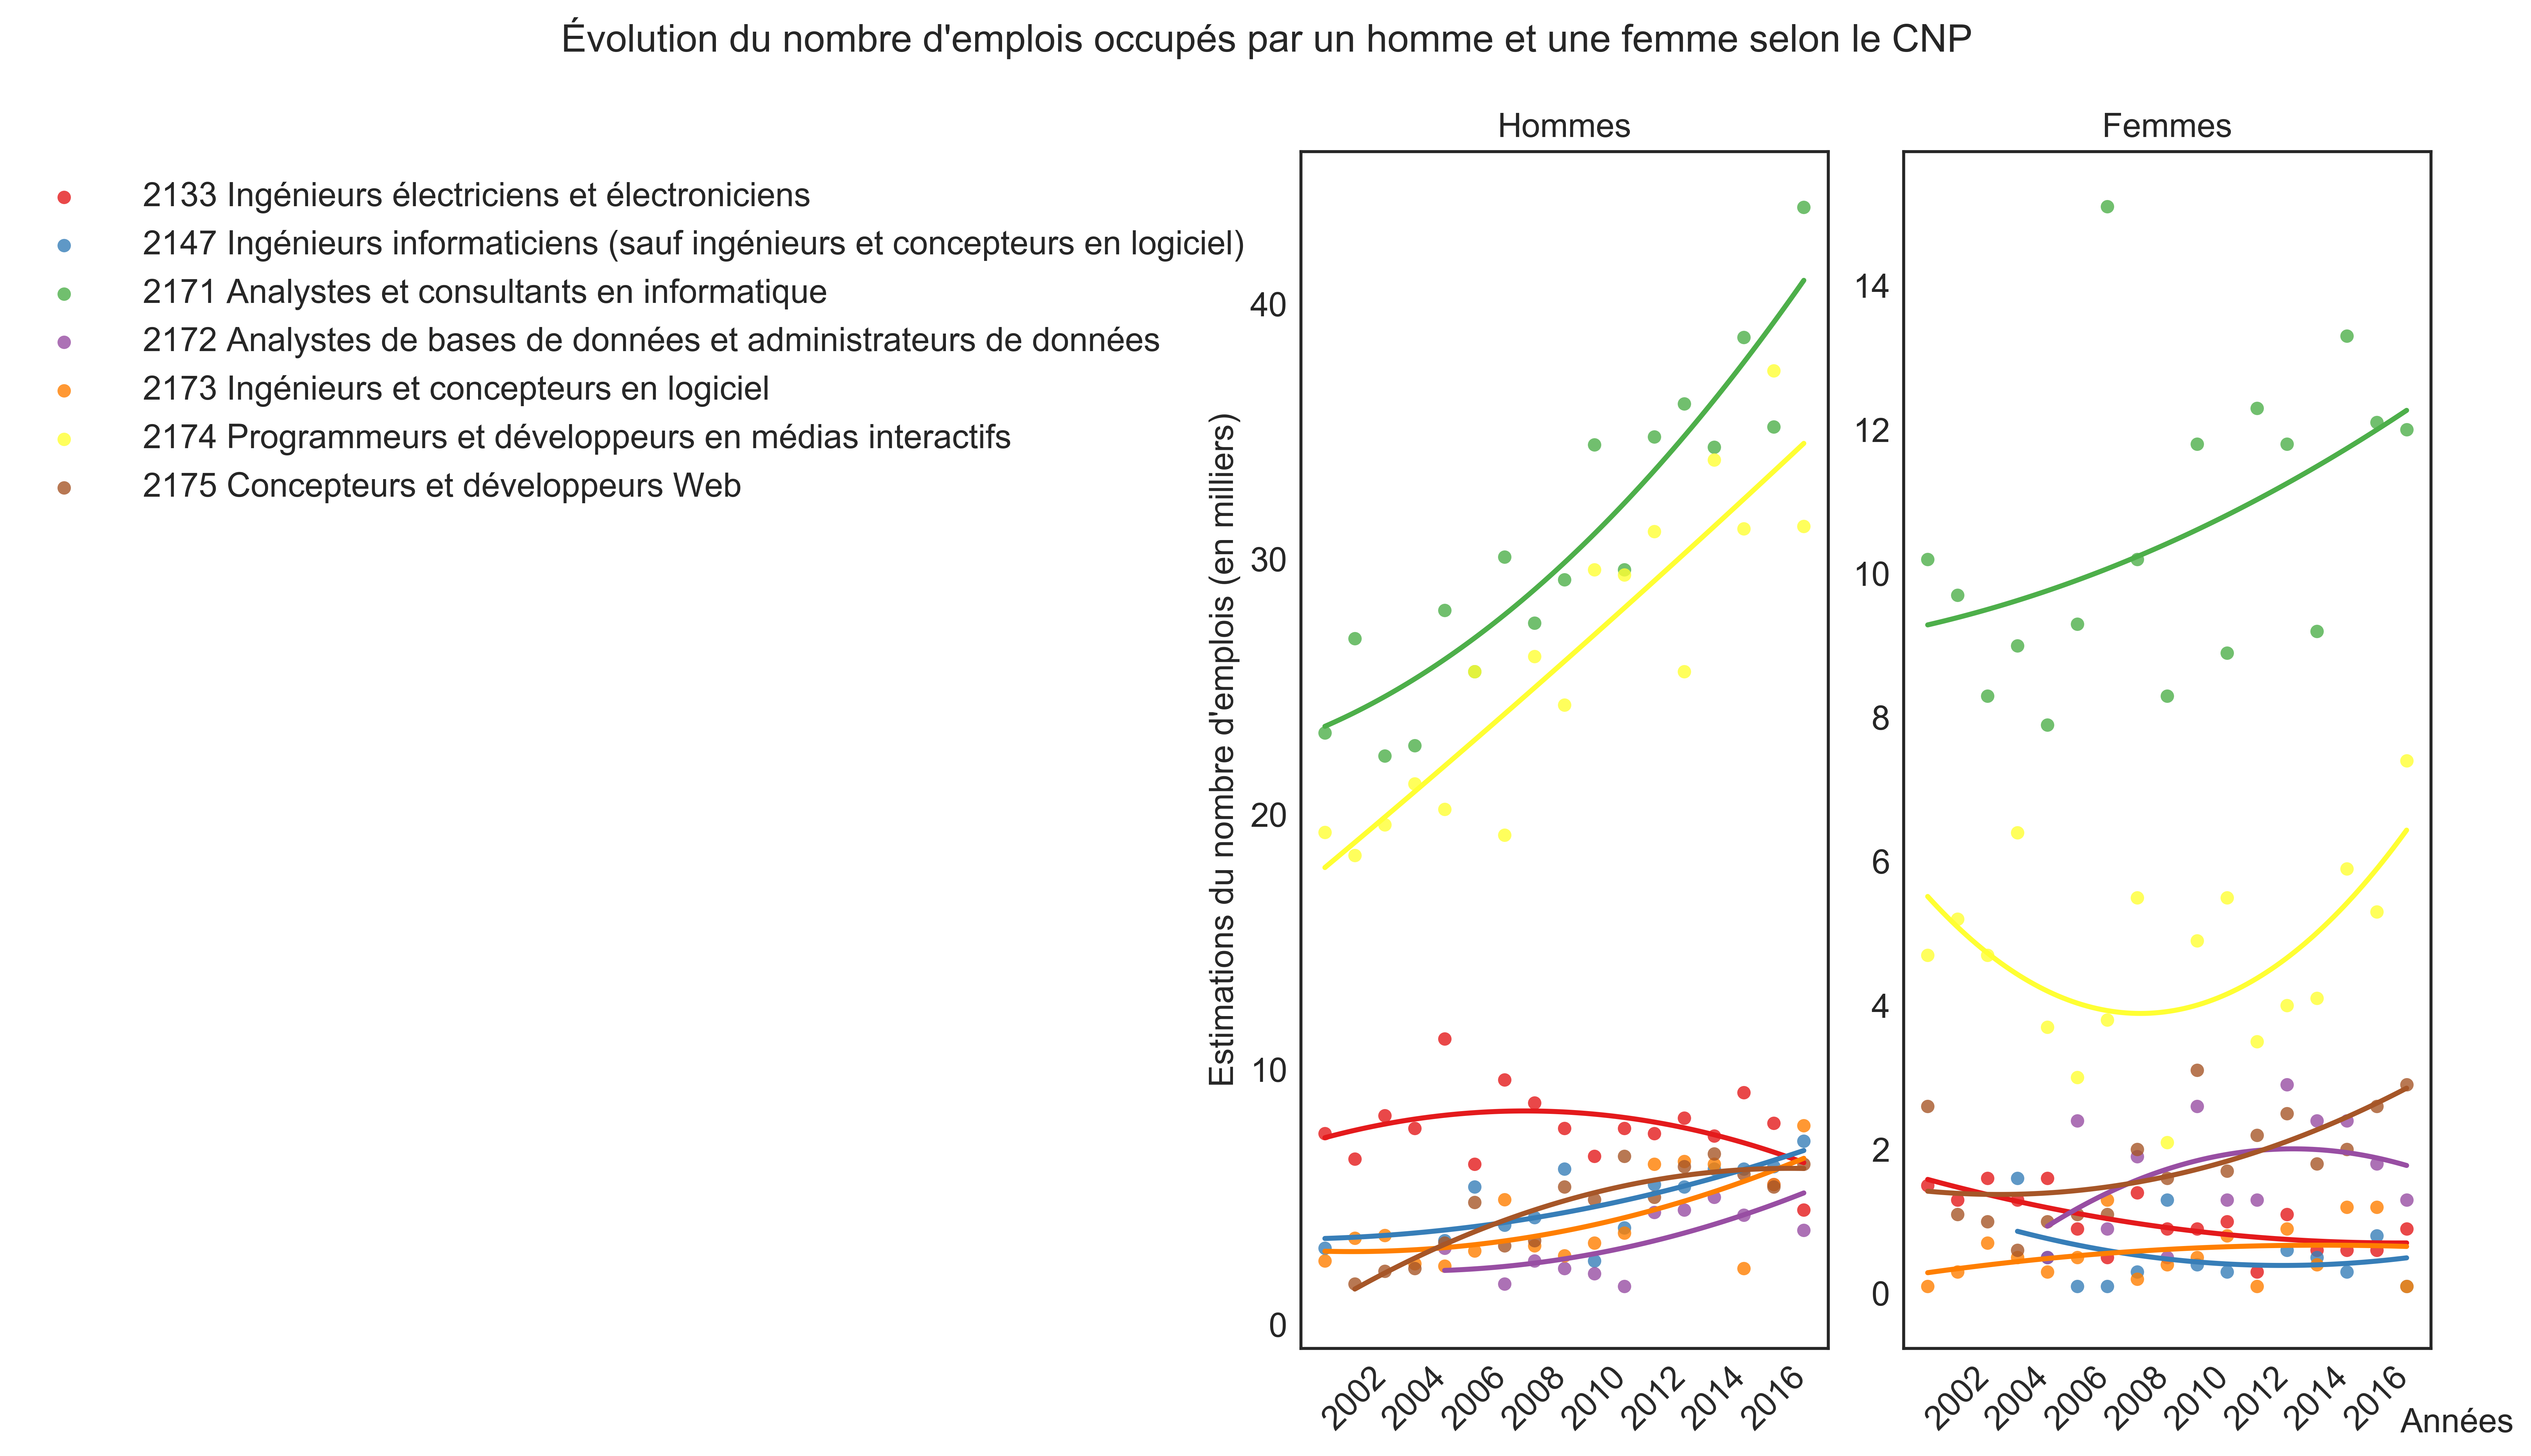 Évolution du nombre d'emplois occupés par un homme et une femme selon le CNP
2133 Ingénieurs électriciens et électroniciens
2147 Ingénieurs informaticiens (sauf ingénieurs et concepteurs en logiciel)
2171 Analystes et consultants en informatique
2172 Analystes de bases de données et administrateurs de données
2173 Ingénieurs et concepteurs en logiciel
2174 Programmeurs et développeurs en médias interactifs
2175 Concepteurs et développeurs Web
Estimations du nombre d'emplois (en milliers)
Hommes
40
30
20
10
0
2002 2004 2006 2008 2010 2012 2014 2016
Femmes
14
12
10
8
6
4
2
0
2002 2004 2006 2008 2010 2012 2014 2016
Années